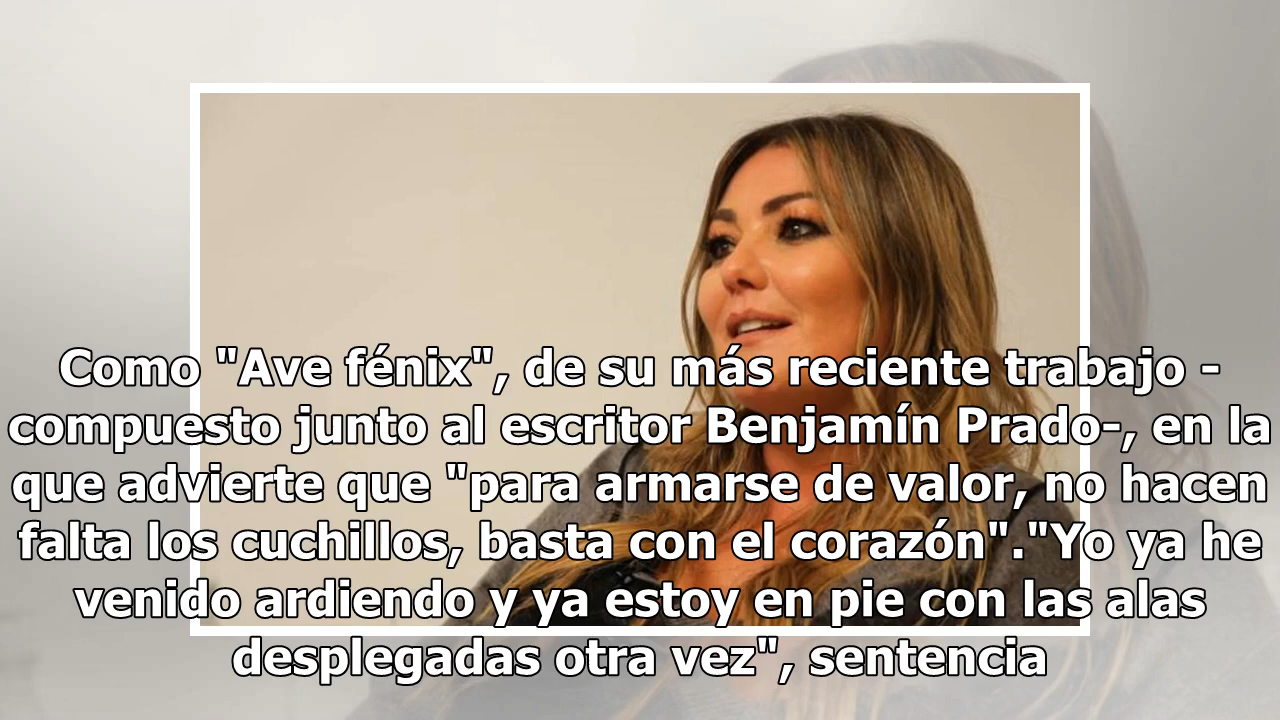 Como "Ave fénix", de su más reciente trabajo -
compuesto junto al escritor Benjamín Prado-, en la
que advierte que "para armarse de valor, no hacen
falta los cuchillos, basta con el corazón"."Yo ya he
venido ardiendo y ya estoy en pie con las alas
desplegadas otra vez", sentencia